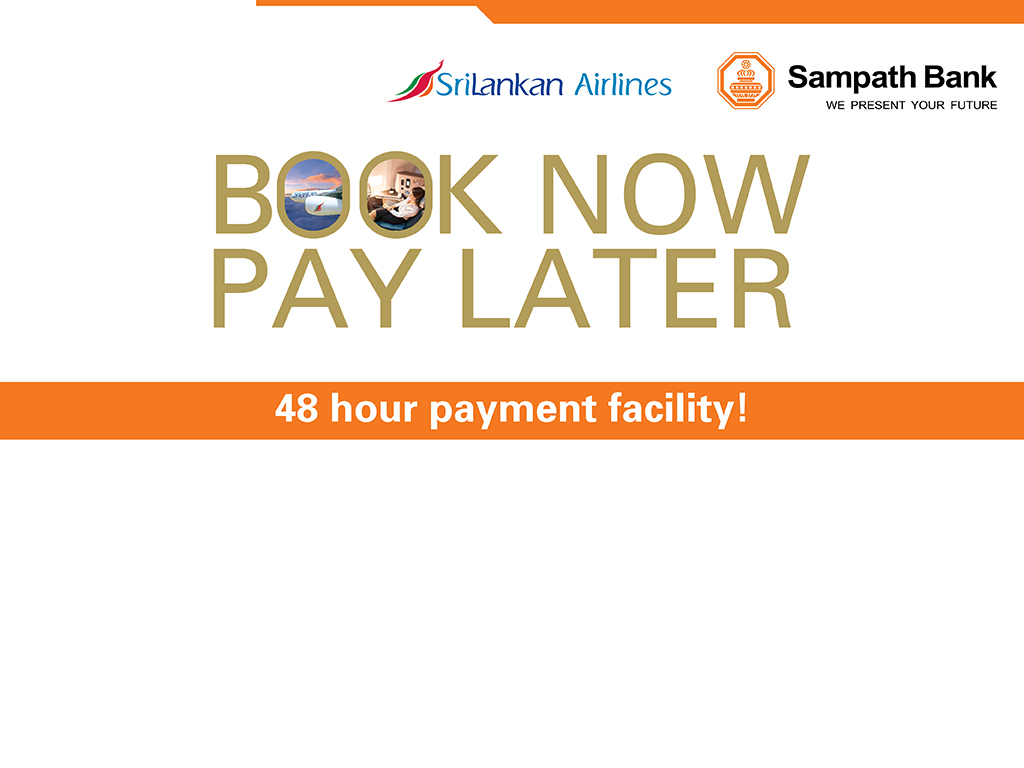 SriLankan Airlines
Sampath Bank
WE PRESENT YOUR FUTURE
BOOK NOW
PAY LATER
48 hour payment facility!